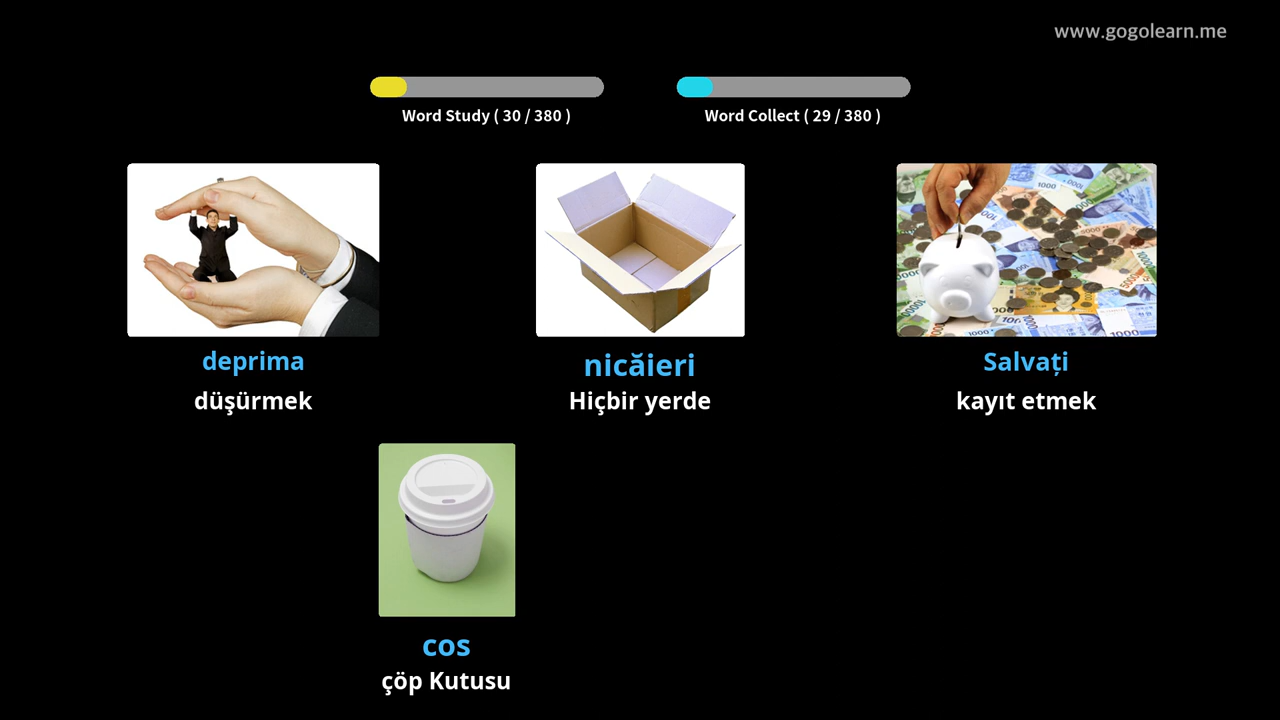 www.gogolearn.me
Word Study ( 30 / 380 )
Word Collect ( 29 / 380 )
deprima
düşürmek
nicăieri
Hiçbir yerde
Salvați
kayıt etmek
cos
çöp Kutusu